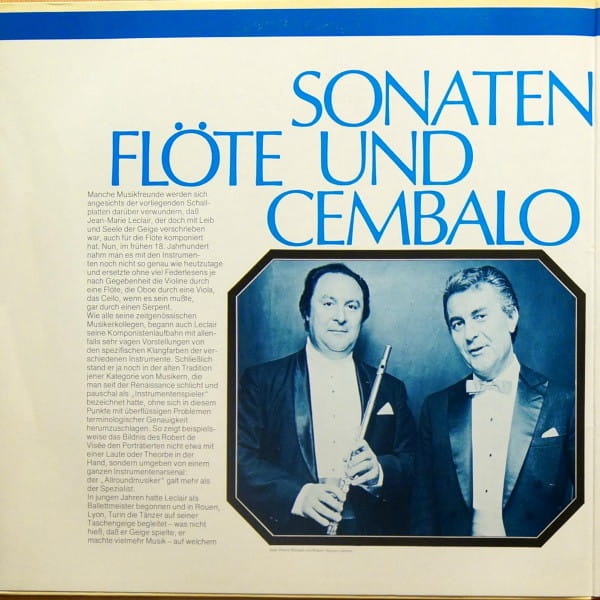 SONATEN
FLÖTE UND
CEMBALO
Manche Musikfreunde werden sich
angesichts der vorliegenden Schall-
platten darüber verwundern, daß
Jean-Marie Leclair, der doch mit Leib
und Seele der Geige verschrieben
war, auch für die Flöte komponiert
hat. Nun, im frühen 18. Jahrhundert
nahm man es mit den Instrumen-
ten noch nicht so genau wie heutzutage
und ersetzte ohne viel Federlesens je
nach Gegebenheit die Violine durch
eine Flöte, die Oboe durch eine Viola,
das Cello, wenn es sein mußte,
gar durch einen Serpent.
Wie alle seine zeitgenössischen
Musikerkollegen, begann auch Leclair
seine Komponistenlaufbahn mit allen-
falls sehr vagen Vorstellungen von
den spezifischen Klangfarben der ver-
schiedenen Instrumente. Schließlich
stand er ja noch in der alten Tradition
jener Kategorie von Musikern, die
man seit der Renaissance schlicht und
pauschal als „Instrumentenspieler"
bezeichnet hatte, ohne sich in diesem
Punkte mit überflüssigen Problemen
terminologischer Genauigkeit
herumzuschlagen. So zeigt beispiels-
weise das Bildnis des Robert de
Visée den Porträtierten nicht etwa mit
einer Laute oder Theorbe in der
Hand, sondern umgeben von einem
ganzen Instrumentenarsenal:
der „Allroundmusiker" galt mehr als
der Spezialist.
In jungen Jahren hatte Leclair als
Ballettmeister begonnen und in Rouen,
Lyon, Turin die Tänzer auf seiner
Taschengeige begleitet – was nicht
hieß, daß er Geige spielte; er
machte vielmehr Musik – auf welchem